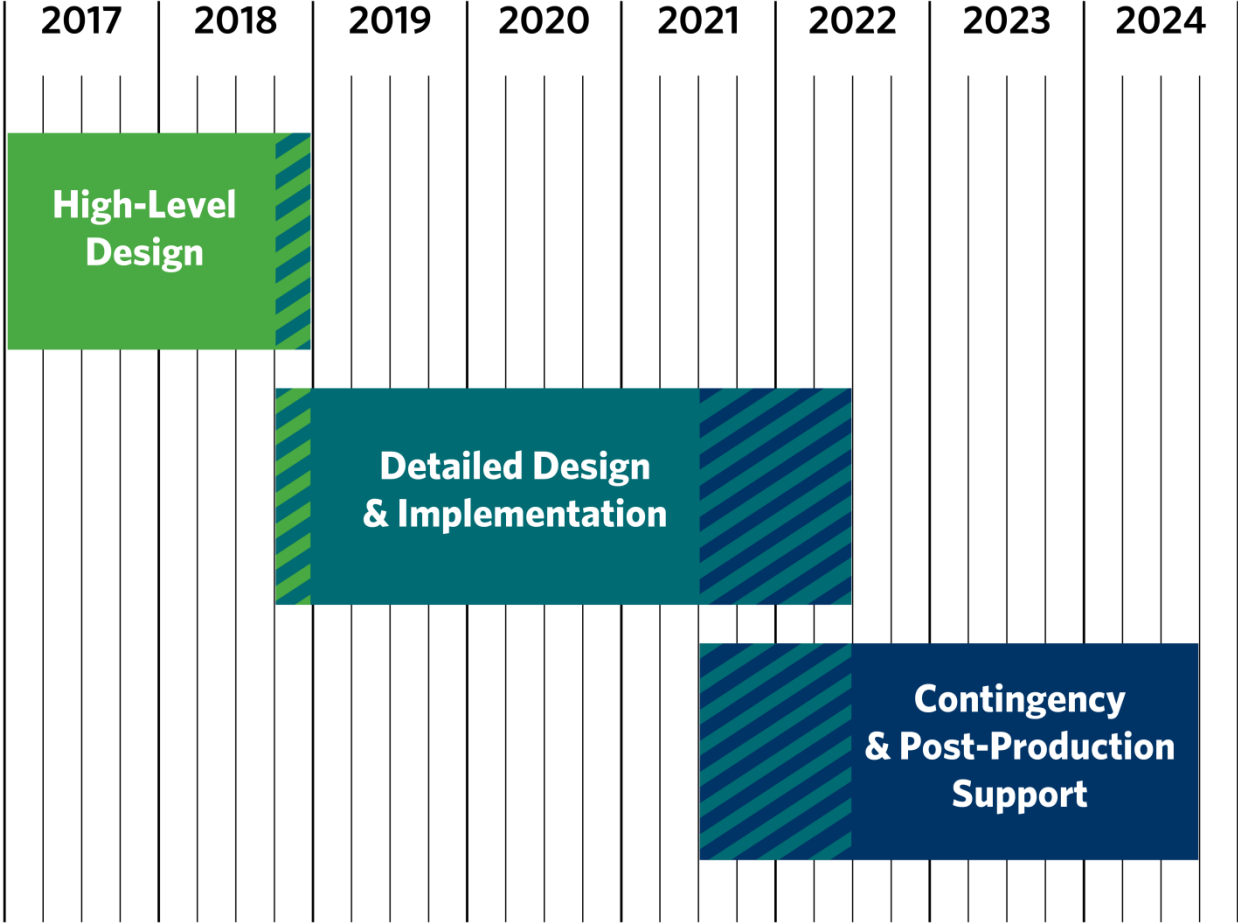 2017 2018 2019 2020 2021 2022 2023 2024
High-Level
Design
Detailed Design
& Implementation
Contingency
& Post-Production
Support